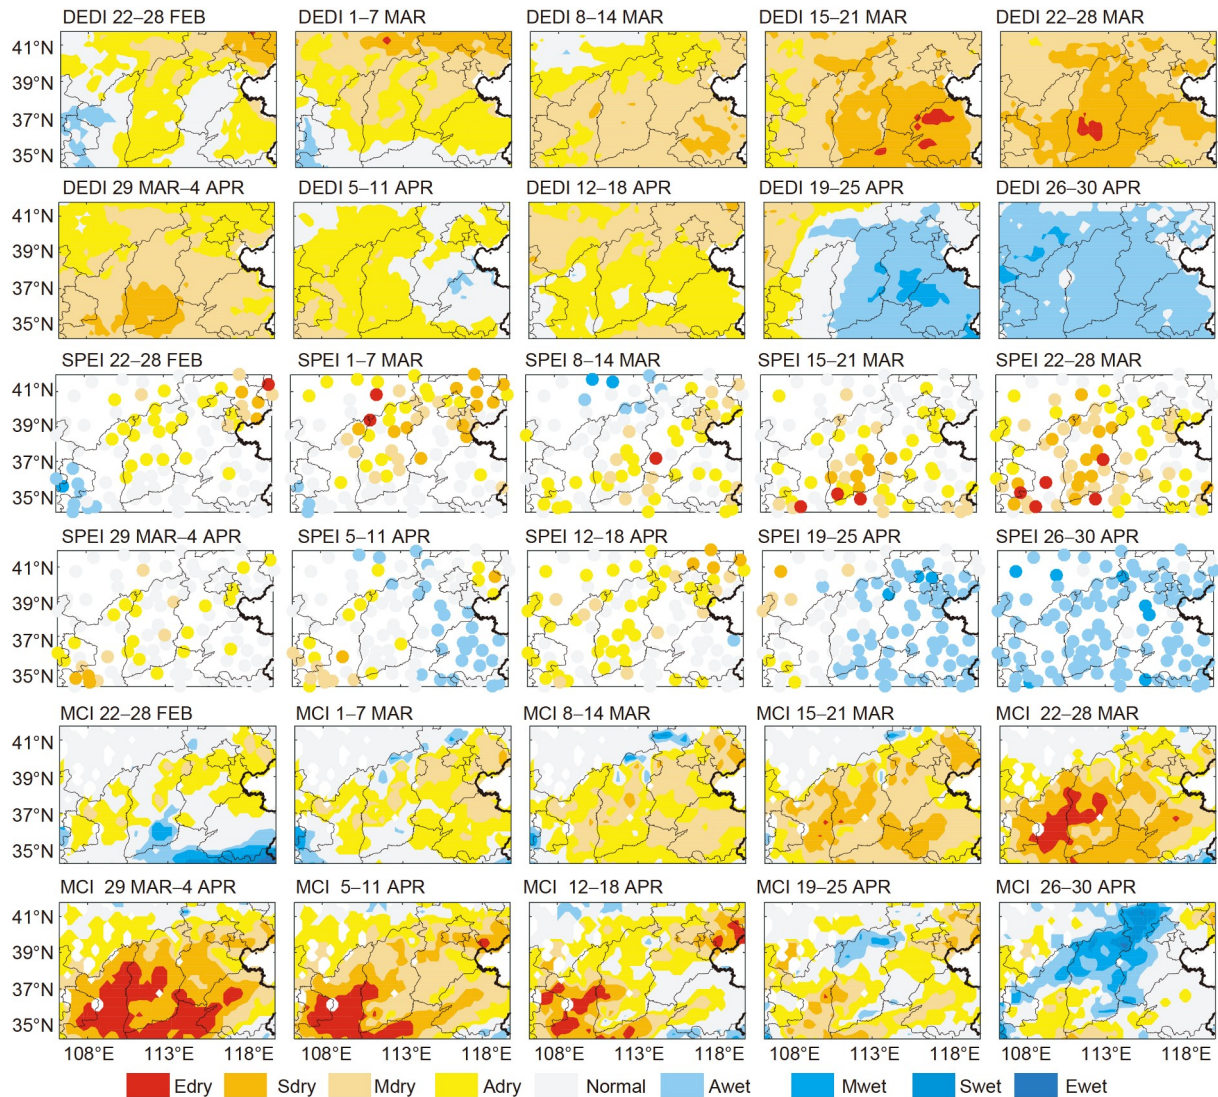 DEDI 22–28 FEB DEDI 1–7 MAR DEDI 8–14 MAR DEDI 15–21 MAR DEDI 22–28 MAR
41°N
39°N
37°N
35°N
DEDI 29 MAR–4 APR DEDI 5–11 APR DEDI 12–18 APR DEDI 19–25 APR DEDI 26–30 APR
41°N
39°N
37°N
35°N
SPEI 22–28 FEB SPEI 1–7 MAR SPEI 8–14 MAR SPEI 15–21 MAR SPEI 22–28 MAR
41°N
39°N
37°N
35°N
SPEI 29 MAR–4 APR SPEI 5–11 APR SPEI 12–18 APR SPEI 19–25 APR SPEI 26–30 APR
41°N
39°N
37°N
35°N
MCI 22–28 FEB MCI 1–7 MAR MCI 8–14 MAR MCI 15–21 MAR MCI 22–28 MAR
41°N
39°N
37°N
35°N
MCI 29 MAR–4 APR MCI 5–11 APR MCI 12–18 APR MCI 19–25 APR MCI 26–30 APR
41°N
39°N
37°N
35°N
108°E 113°E 118°E 108°E 113°E 118°E 108°E 113°E 118°E 108°E 113°E 118°E 108°E 113°E 118°E
Edry Sdry Mdry Adry Normal Awet Mwet Swet Ewet